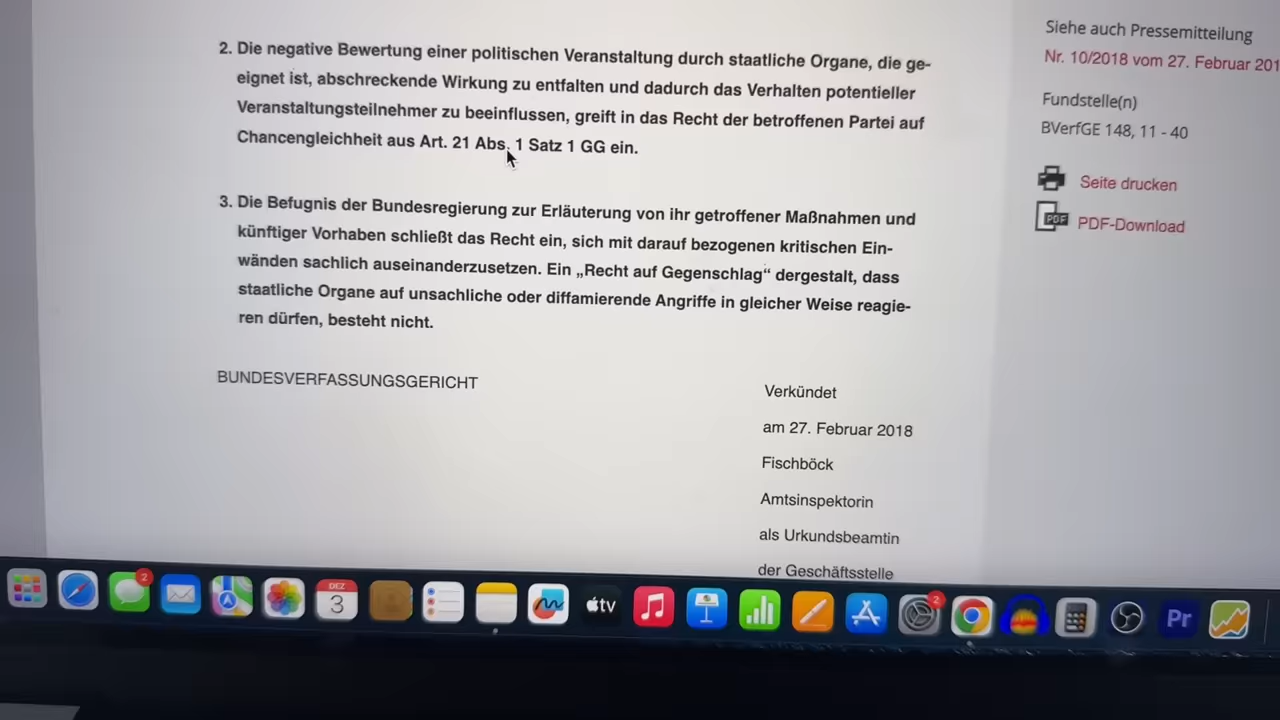 2. Die negative Bewertung einer politischen Veranstaltung durch staatliche Organe, die ge-
eignet ist, abschreckende Wirkung zu entfalten und dadurch das Verhalten potentieller
Veranstaltungsteilnehmer zu beeinflussen, greift in das Recht der betroffenen Partei auf
Chancengleichheit aus Art. 21 Abs. 1 Satz 1 GG ein.
3. Die Befugnis der Bundesregierung zur Erläuterung von ihr getroffener Maßnahmen und
künftiger Vorhaben schließt das Recht ein, sich mit darauf bezogenen kritischen Ein-
wänden sachlich auseinanderzusetzen. Ein „Recht auf Gegenschlag“ dergestalt, dass
staatliche Organe auf unsachliche oder diffamierende Angriffe in gleicher Weise reagie-
ren dürfen, besteht nicht.
BUNDESVERFASSUNGSGERICHT
Verkündet
am 27. Februar 2018
Fischböck
Amtsinspektorin
als Urkundsbeamtin
der Geschäftsstelle
Siehe auch Pressemitteilung
Nr. 10/2018 vom 27. Februar 201
Fundstelle(n)
BVerfGE 148, 11 - 40
Seite drucken
PDF PDF-Download
2
DEZ
3
tv
2
Pr